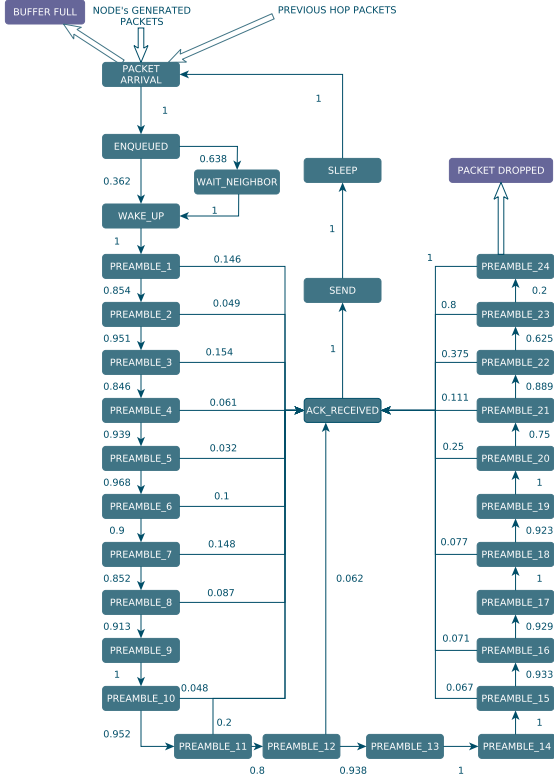 BUFFER FULL
NODE's GENERATED
PACKETS
PREVIOUS HOP PACKETS
PACKET
ARRIVAL
1
1
ENQUEUED
0.638
0.362
WAIT_NEIGHBOR
SLEEP
PACKET DROPPED
WAKE_UP
1
1
1
PREAMBLE_1
0.146
1
PREAMBLE_24
0.854
SEND
0.2
PREAMBLE_2
0.049
0.8
PREAMBLE_23
0.951
1
0.625
PREAMBLE_3
0.154
0.375
PREAMBLE_22
0.846
0.889
PREAMBLE_4
0.061
ACK_RECEIVED
0.111
PREAMBLE_21
0.939
0.75
PREAMBLE_5
0.032
0.25
PREAMBLE_20
0.968
1
PREAMBLE_6
0.1
PREAMBLE_19
0.9
0.923
PREAMBLE_7
0.148
0.077
PREAMBLE_18
0.852
0.062
1
PREAMBLE_8
0.087
PREAMBLE_17
0.913
0.929
PREAMBLE_9
0.071
PREAMBLE_16
1
0.933
PREAMBLE_10
0.048
0.067
PREAMBLE_15
0.952
0.2
1
PREAMBLE_11
PREAMBLE_12
PREAMBLE_13
PREAMBLE_14
0.8
0.938
1